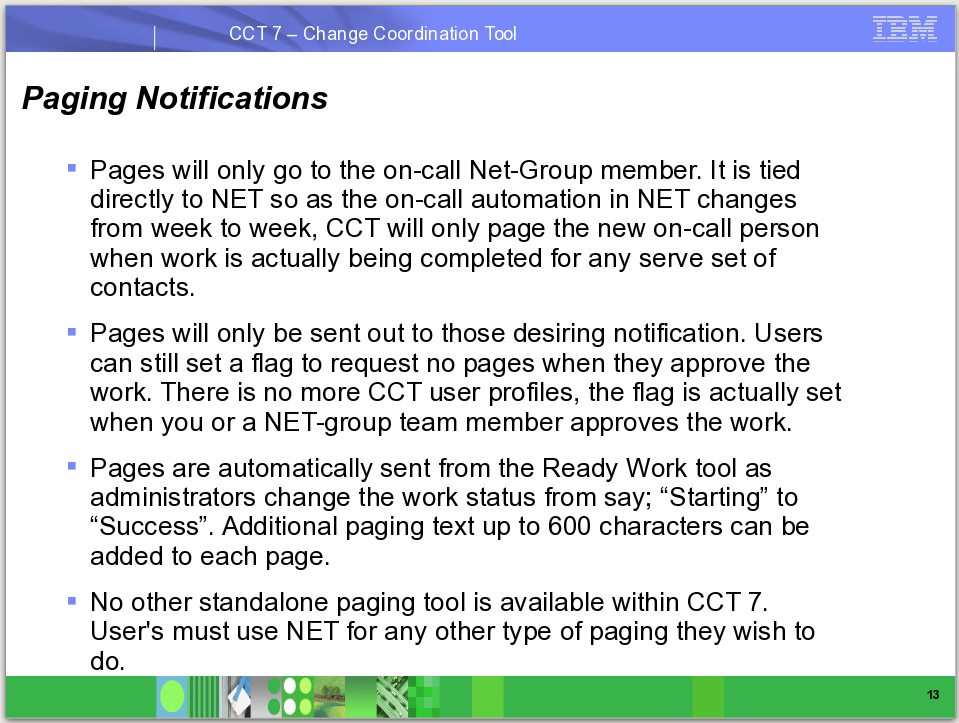 CCT 7 – Change Coordination Tool
IBM
Paging Notifications
Pages will only go to the on-call Net-Group member. It is tied
directly to NET so as the on-call automation in NET changes
from week to week, CCT will only page the new on-call person
when work is actually being completed for any serve set of
contacts.
Pages will only be sent out to those desiring notification. Users
can still set a flag to request no pages when they approve the
work. There is no more CCT user profiles, the flag is actually set
when you or a NET-group team member approves the work.
Pages are automatically sent from the Ready Work tool as
administrators change the work status from say; “Starting” to
“Success”. Additional paging text up to 600 characters can be
added to each page.
No other standalone paging tool is available within CCT 7.
User's must use NET for any other type of paging they wish to
do.
13